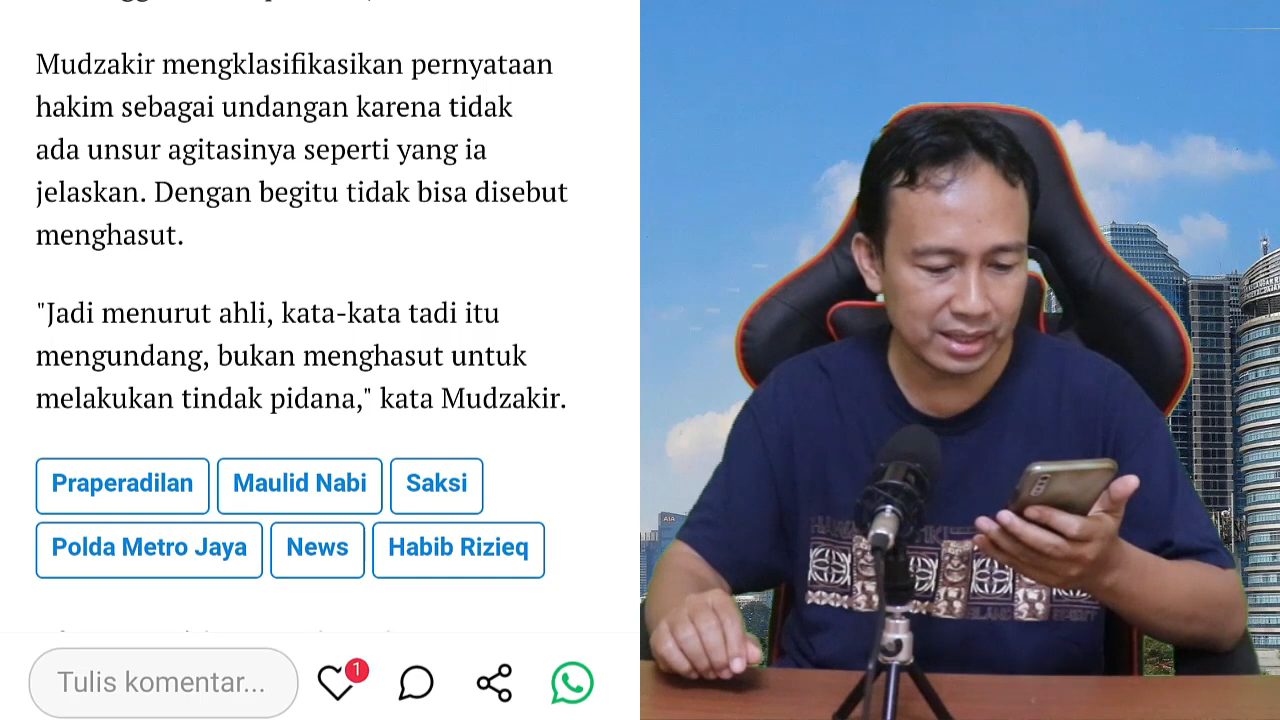 Mudzakir mengklasifikasikan pernyataan
hakim sebagai undangan karena tidak
ada unsur agitasinya seperti yang ia
jelaskan. Dengan begitu tidak bisa disebut
menghasut.
"Jadi menurut ahli, kata-kata tadi itu
mengundang, bukan menghasut untuk
melakukan tindak pidana," kata Mudzakir.
Praperadilan Maulid Nabi Saksi
Polda Metro Jaya News Habib Rizieq
Tulis komentar... 1
AIA